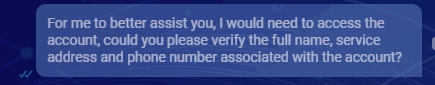 For me to better assist you, I would need to access the
account, could you please verify the full name, service
address and phone number associated with the account?